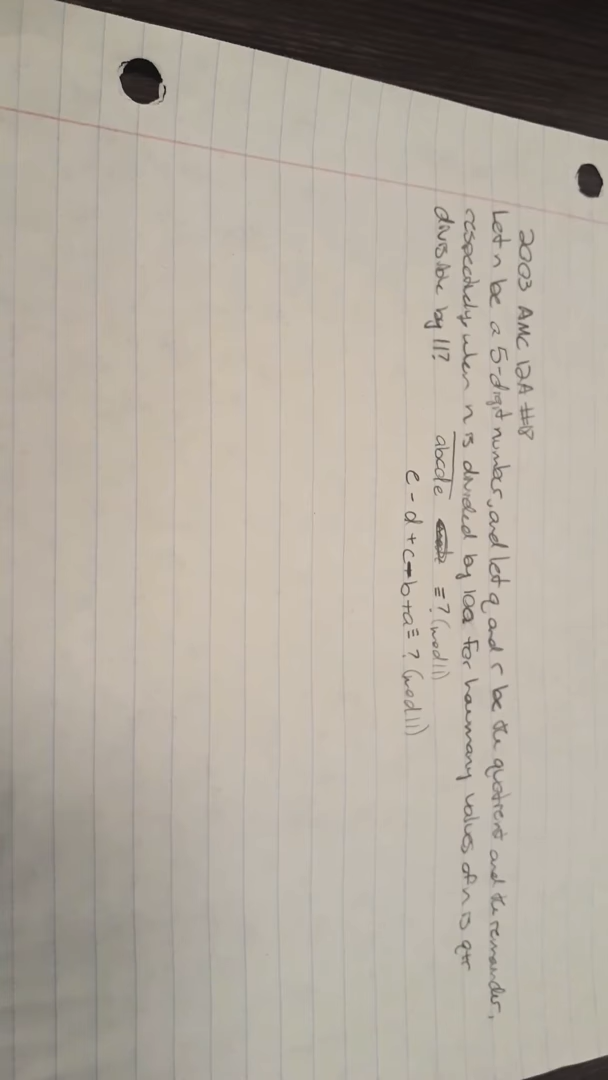 2003 AMC 12A #18
Let n be a 5-digit number, and let q and r be the quotient and the remainder,
respectively, when n is divided by 100. For how many values of n is q+r
divisible by 11? abcde ≡ ? (mod 11)
e - d + c - b + a ≡ ? (mod 11)